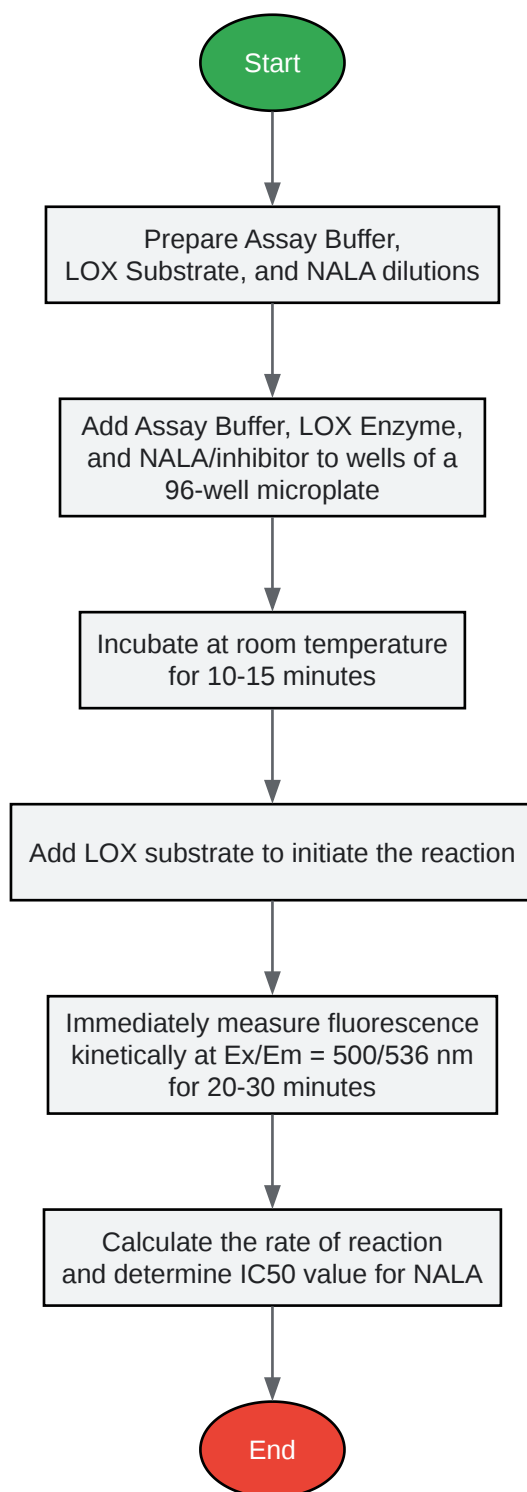 Start
Prepare Assay Buffer,
LOX Substrate, and NALA dilutions
Add Assay Buffer, LOX Enzyme,
and NALA/inhibitor to wells of a
96-well microplate
Incubate at room temperature
for 10-15 minutes
Add LOX substrate to initiate the reaction
Immediately measure fluorescence
kinetically at Ex/Em = 500/536 nm
for 20-30 minutes
Calculate the rate of reaction
and determine IC50 value for NALA
End